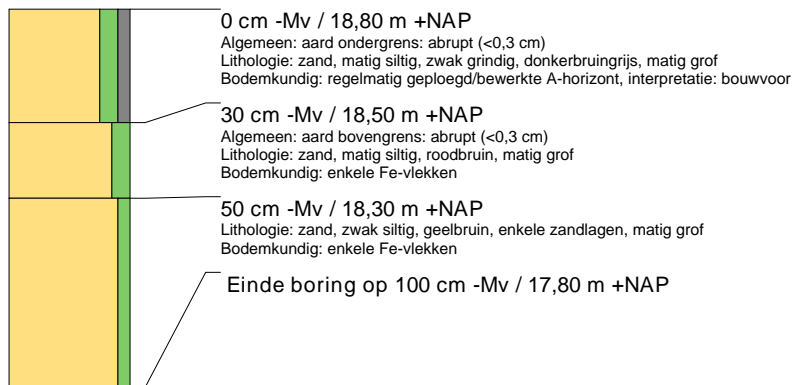 0 cm -Mv / 18,80 m +NAP
Algemeen: aard ondergrens: abrupt (<0,3 cm)
Lithologie: zand, matig siltig, zwak grindig, donkerbruingrijs, matig grof
Bodemkundig: regelmatig geploegd/bewerkte A-horizont, interpretatie: bouwvoor
30 cm -Mv / 18,50 m +NAP
Algemeen: aard bovengrens: abrupt (<0,3 cm)
Lithologie: zand, matig siltig, roodbruin, matig grof
Bodemkundig: enkele Fe-vlekken
50 cm -Mv / 18,30 m +NAP
Lithologie: zand, zwak siltig, geelbruin, enkele zandlagen, matig grof
Bodemkundig: enkele Fe-vlekken
Einde boring op 100 cm -Mv / 17,80 m +NAP